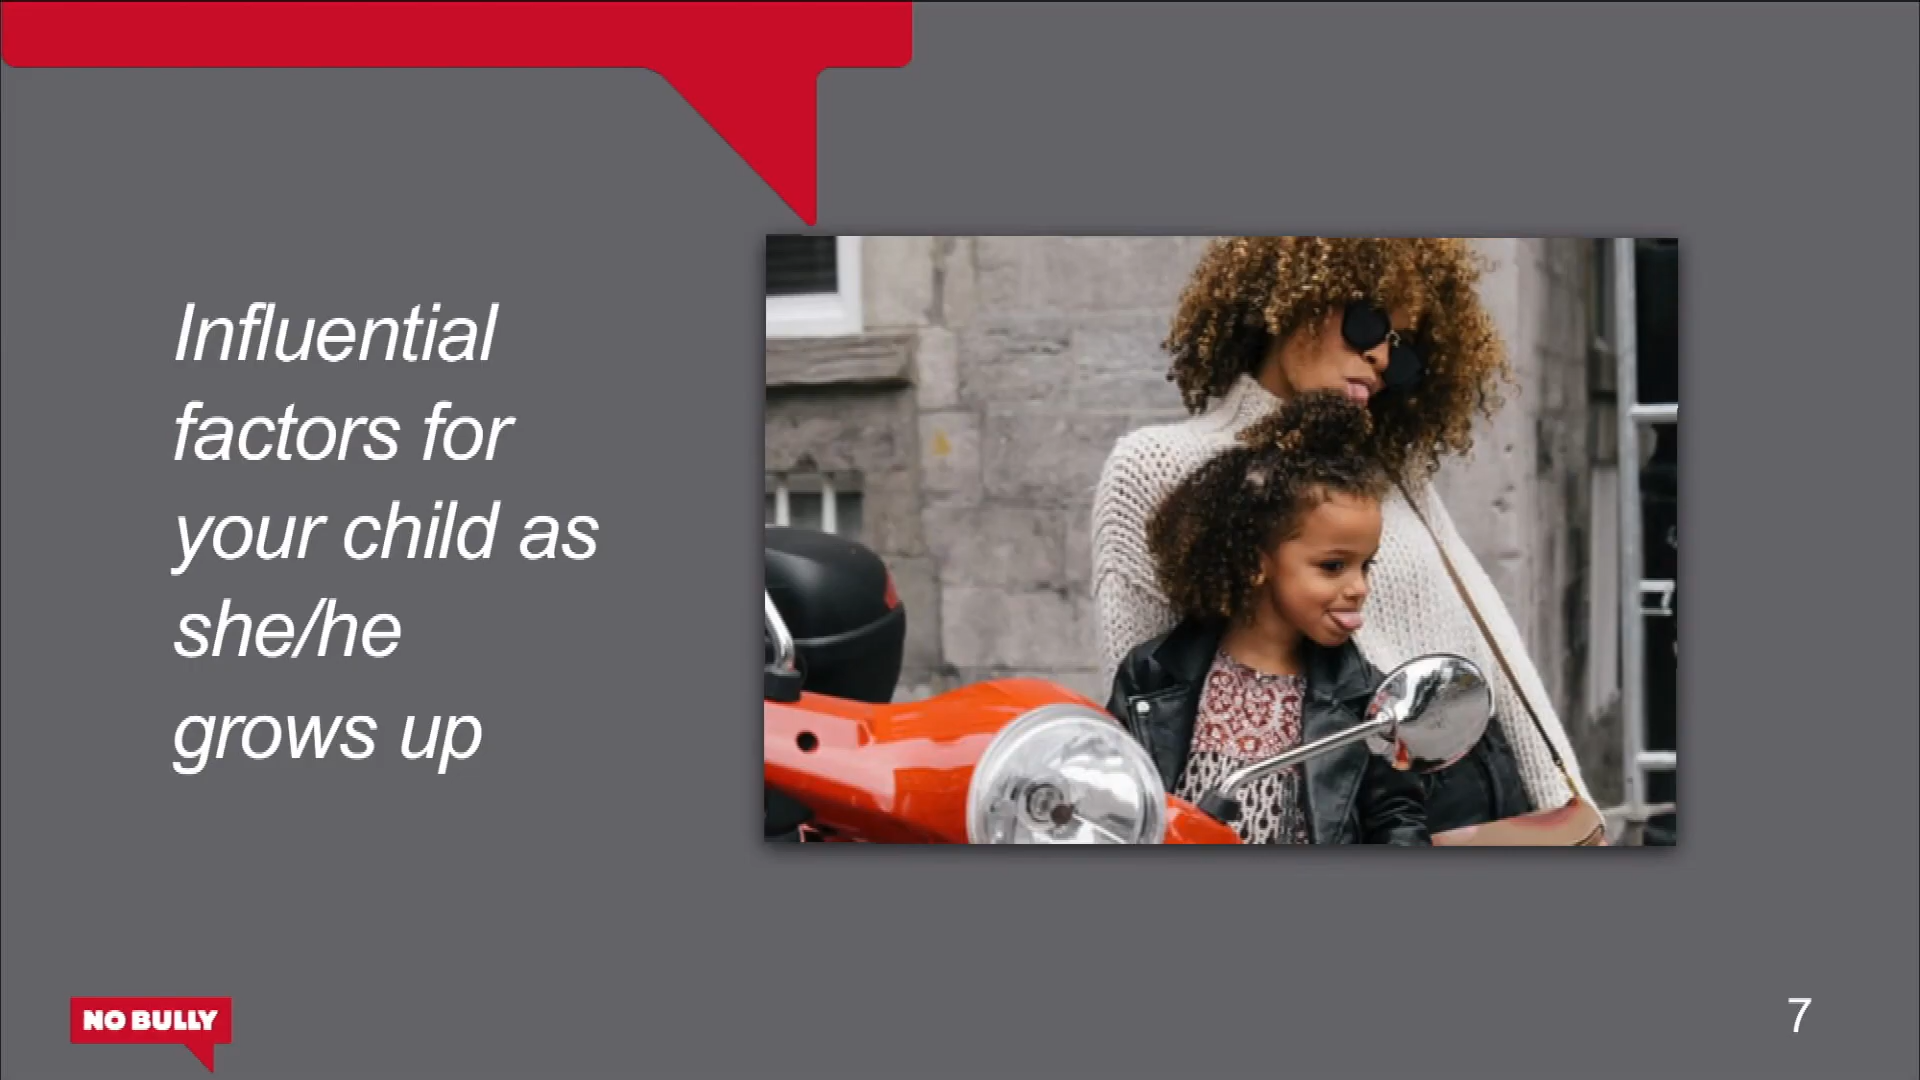 Influential
factors for
your child as
she/he
grows up
NO BULLY
7